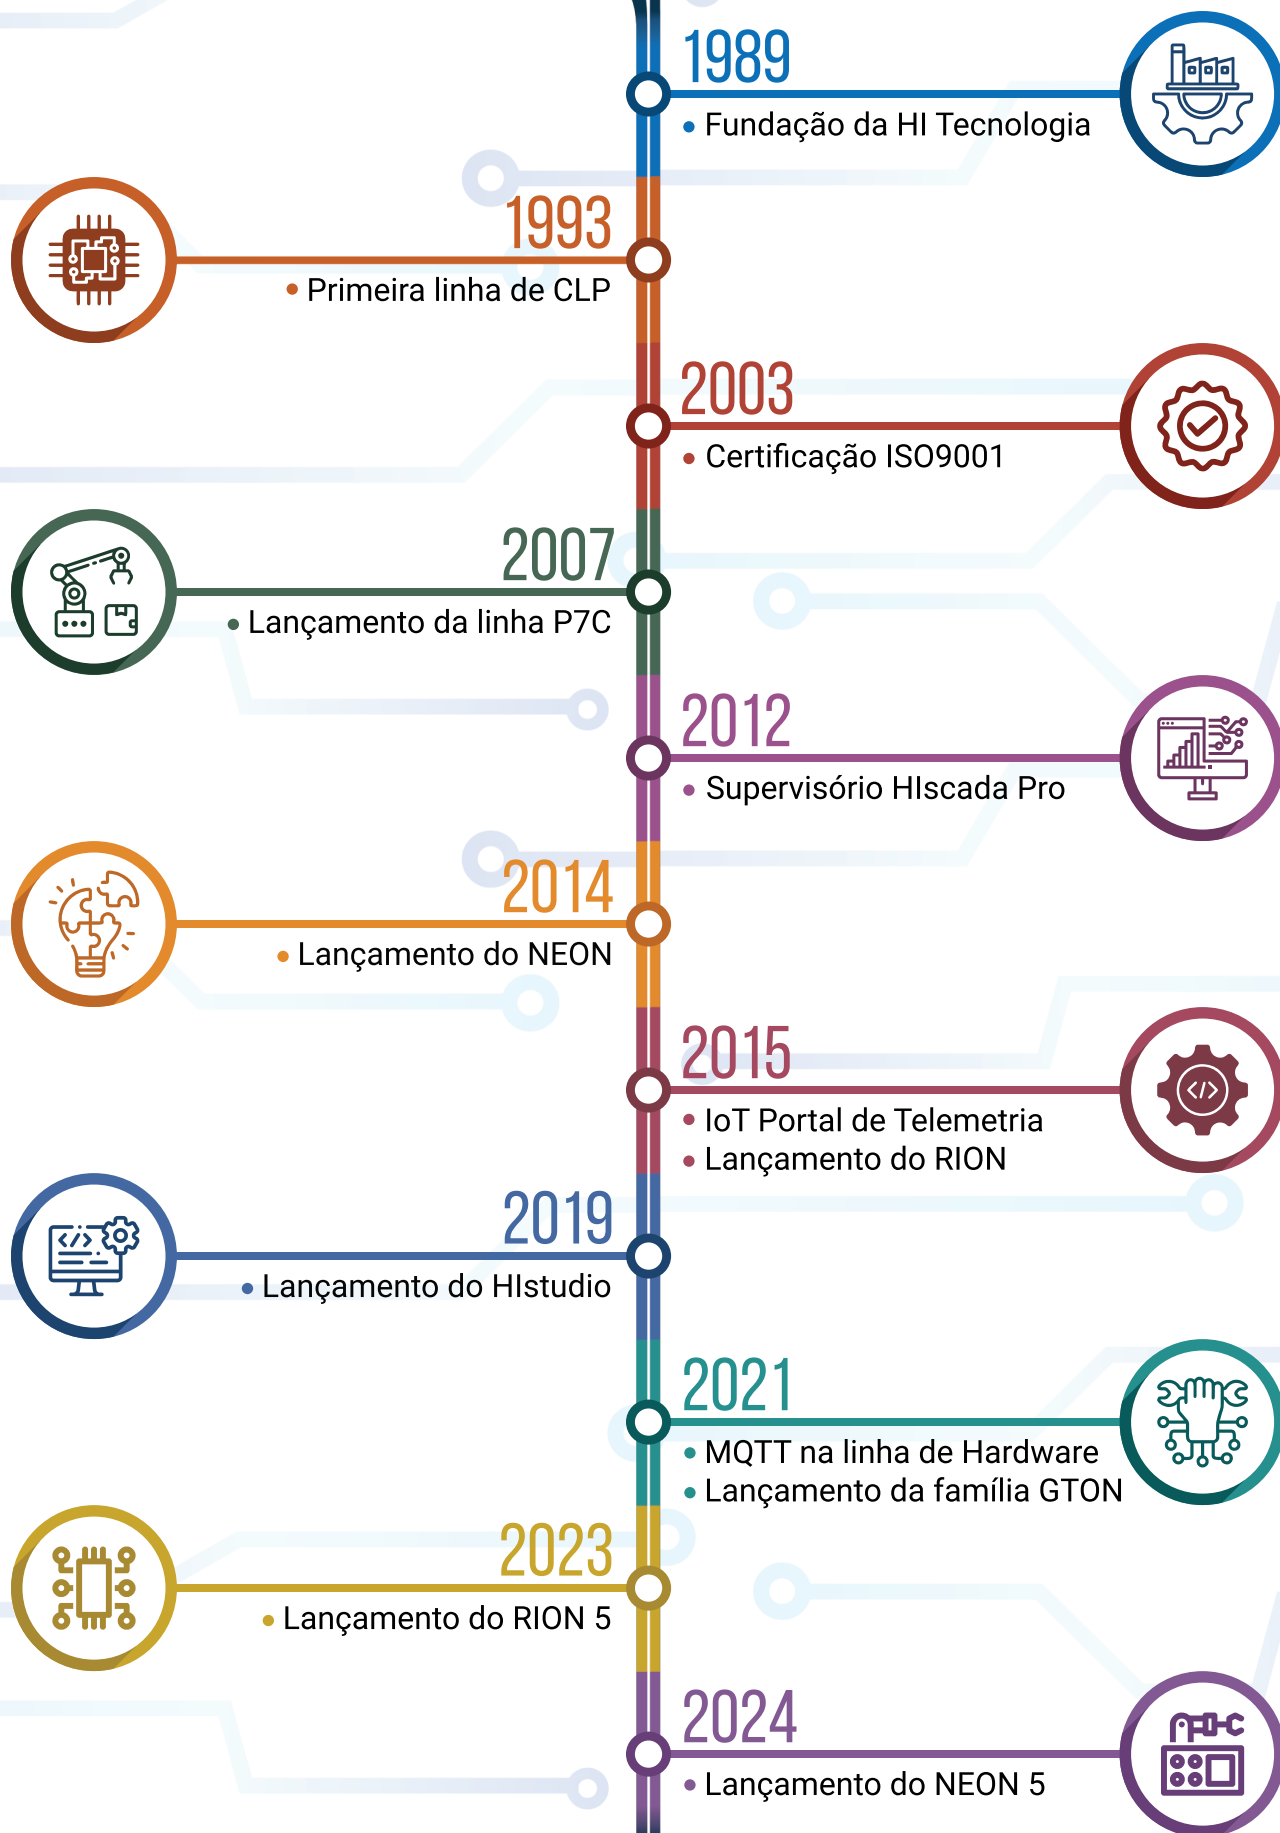 1989
• Fundação da HI Tecnologia
1993
• Primeira linha de CLP
2003
• Certificação ISO9001
2007
• Lançamento da linha P7C
2012
• Supervisório HIscada Pro
2014
• Lançamento do NEON
2015
• IoT Portal de Telemetria
• Lançamento do RION
2019
• Lançamento do HIstudio
2021
• MQTT na linha de Hardware
• Lançamento da família GTON
2023
• Lançamento do RION 5
2024
• Lançamento do NEON 5